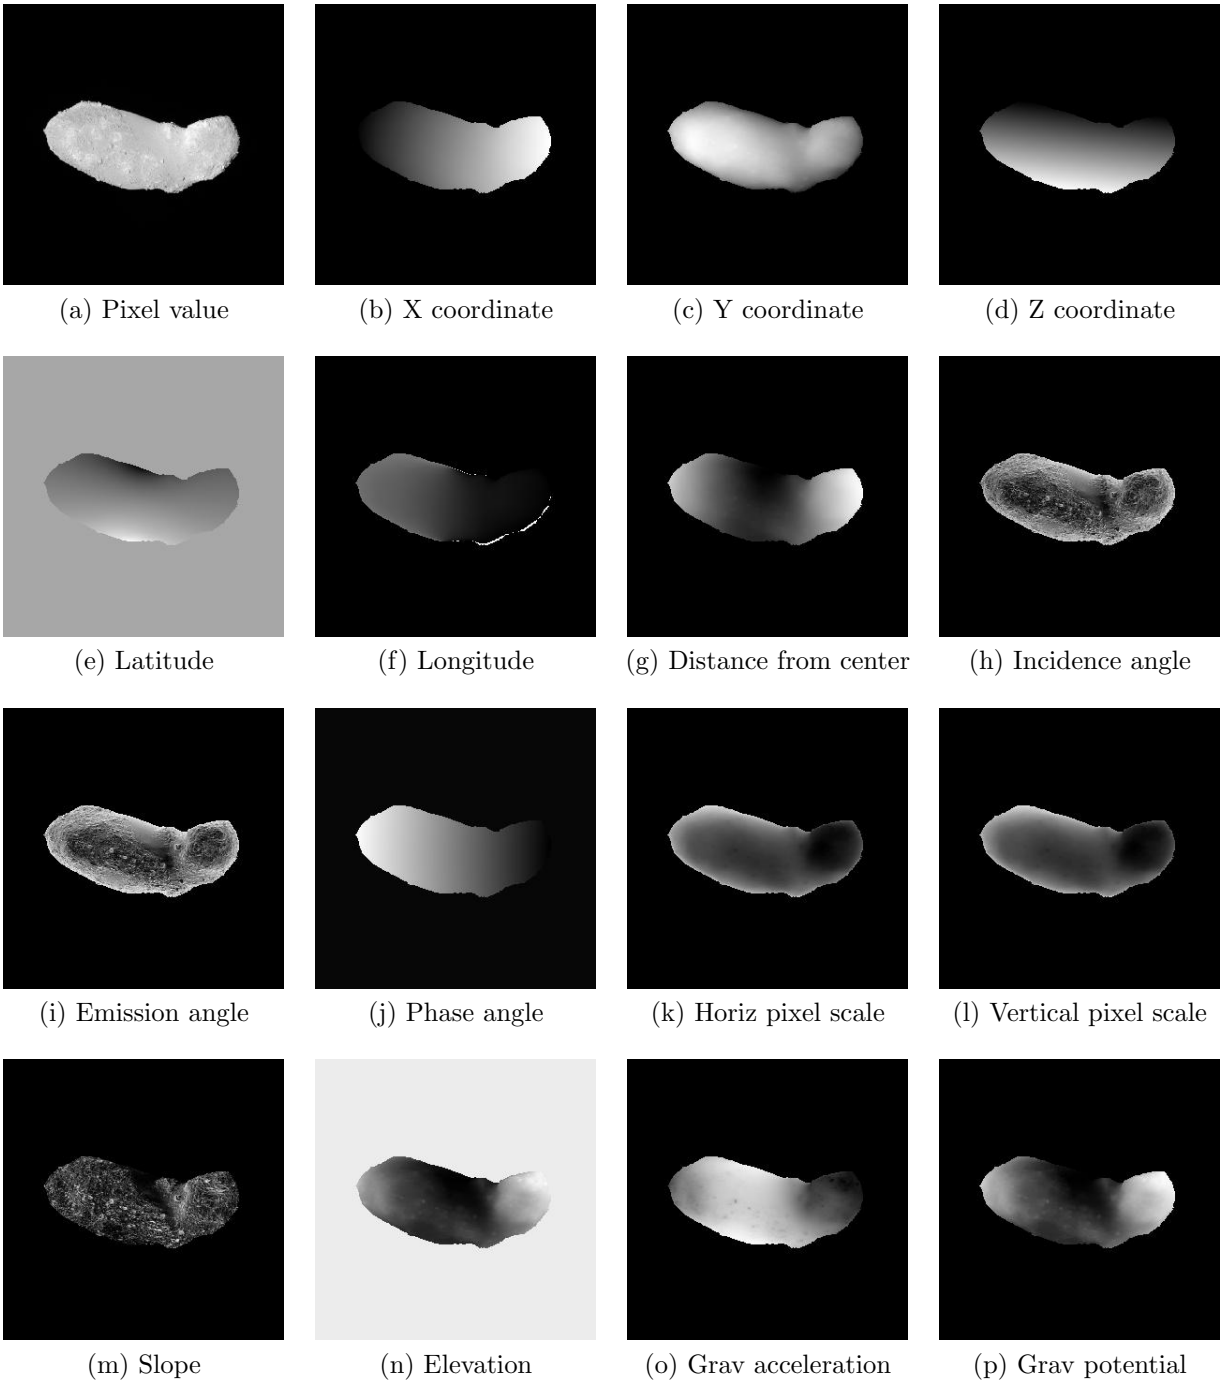 (a) Pixel value
(b) X coordinate
(c) Y coordinate
(d) Z coordinate
(e) Latitude
(f) Longitude
(g) Distance from center
(h) Incidence angle
(i) Emission angle
(j) Phase angle
(k) Horiz pixel scale
(l) Vertical pixel scale
(m) Slope
(n) Elevation
(o) Grav acceleration
(p) Grav potential